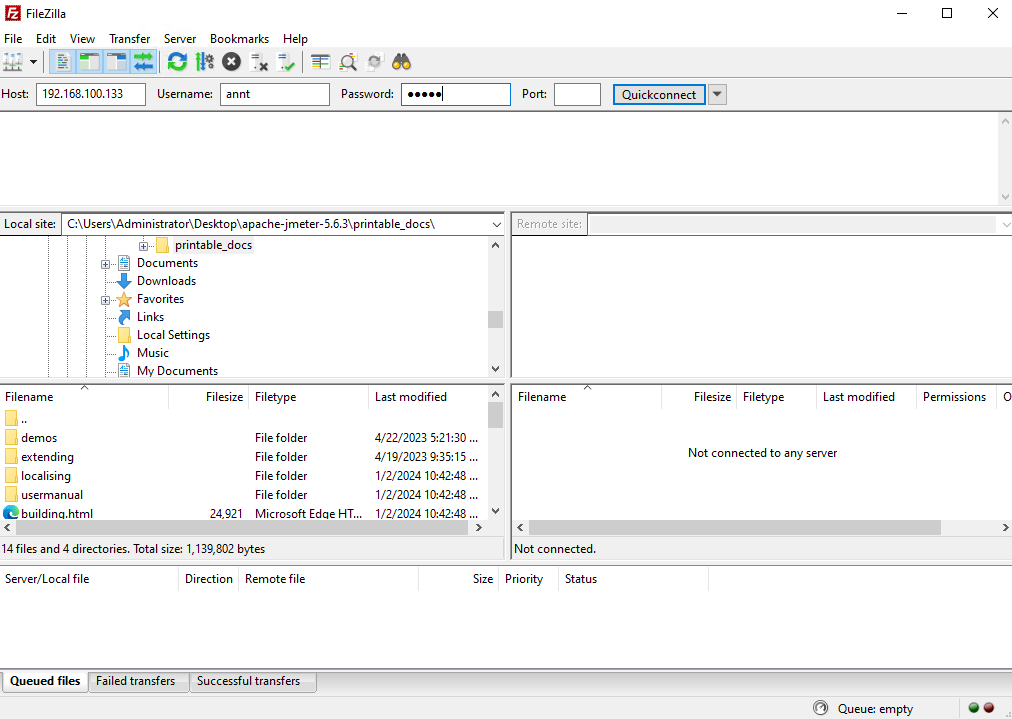 FileZilla
File Edit View Transfer Server Bookmarks Help
Host: 192.168.100.133 Username: annt Password: ●●●●● Port: Quickconnect
Local site: C:\Users\Administrator\Desktop\apache-jmeter-5.6.3\printable_docs\ Remote site:
printable_docs
Documents
Downloads
Favorites
Links
Local Settings
Music
My Documents
Filename Filesize Filetype Last modified
..
demos File folder 4/22/2023 5:21:30 ...
extending File folder 4/19/2023 9:35:15 ...
localising File folder 1/2/2024 10:42:48 ...
usermanual File folder 1/2/2024 10:42:48 ...
building.html 24,921 Microsoft Edge HT... 1/2/2024 10:42:48 ...
14 files and 4 directories. Total size: 1,139,802 bytes
Filename Filesize Filetype Last modified Permissions O
Not connected to any server
Not connected.
Server/Local file Direction Remote file Size Priority Status
Queued files Failed transfers Successful transfers
Queue: empty